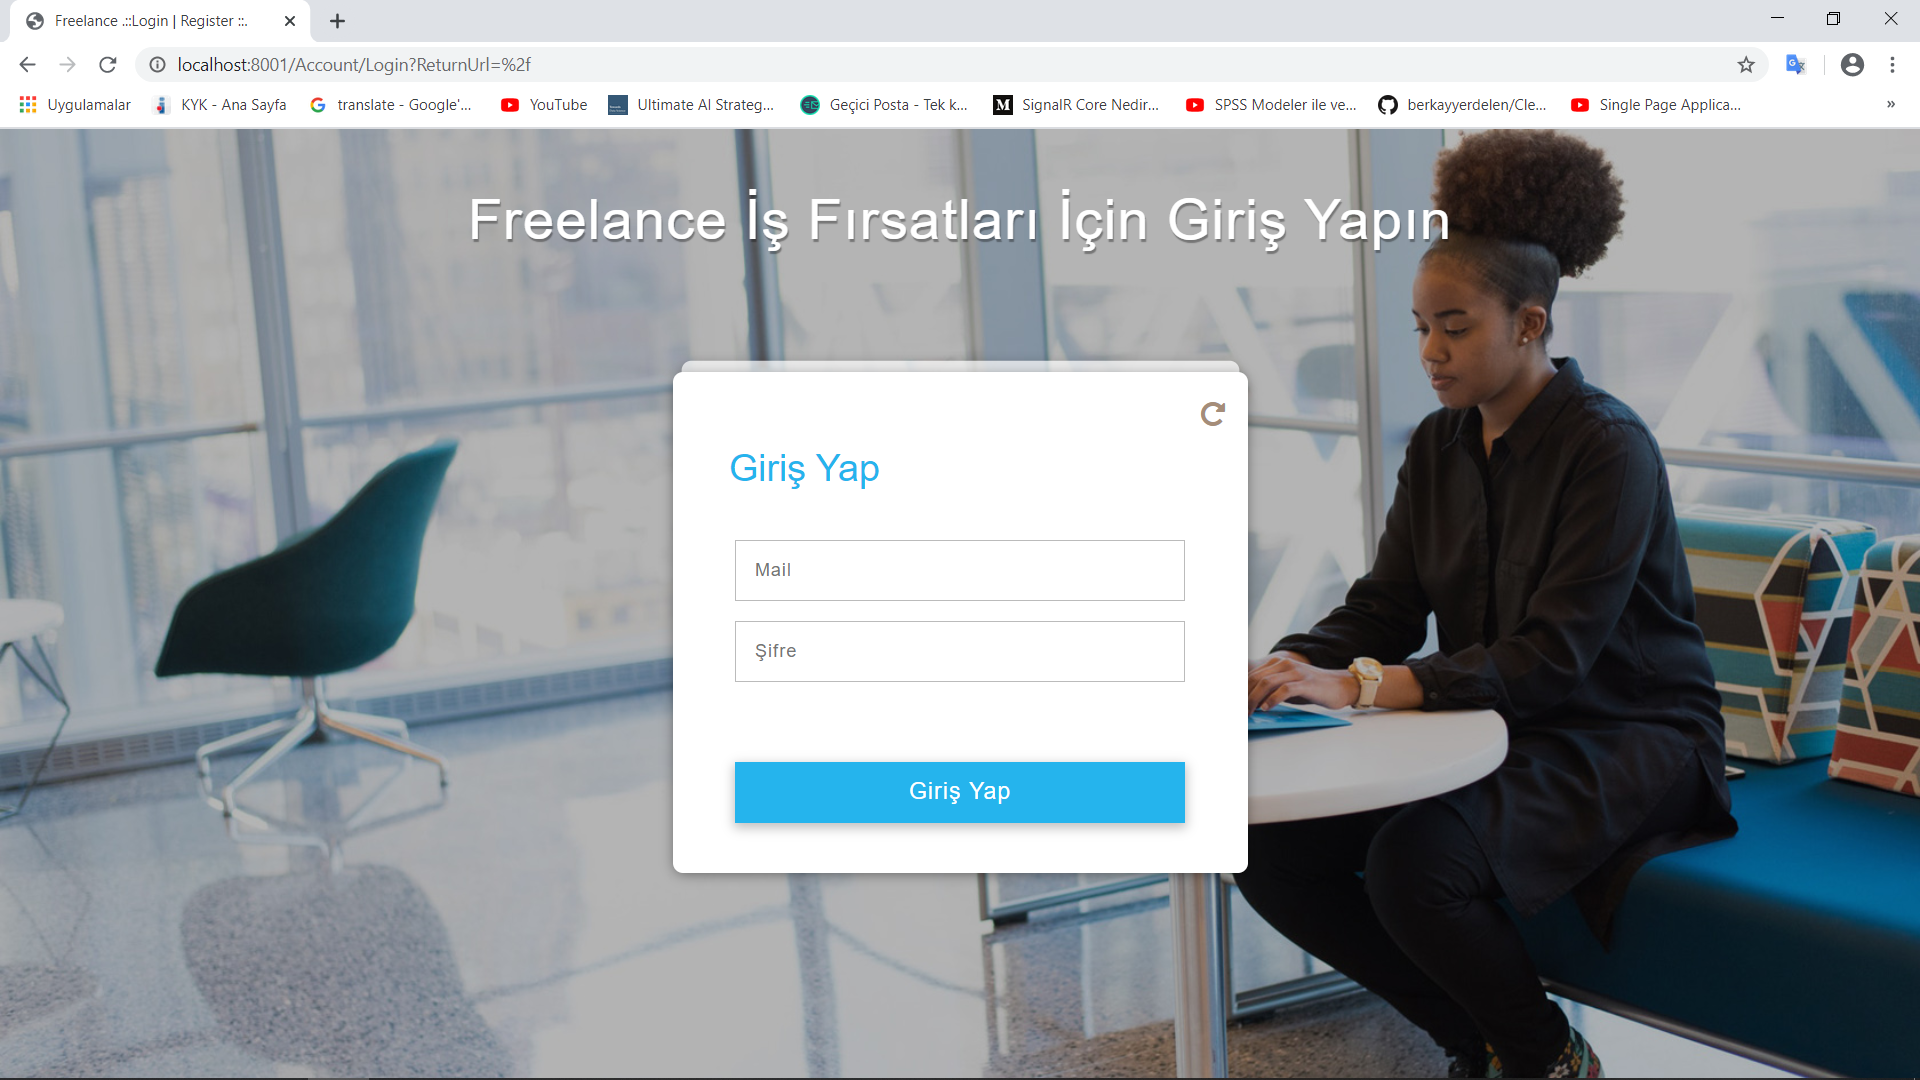 Freelance .::Login | Register ::.
localhost:8001/Account/Login?ReturnUrl=%2f
Uygulamalar KYK - Ana Sayfa translate - Google'... YouTube Ultimate AI Strateg... Geçici Posta - Tek k... SignalR Core Nedir... SPSS Modeler ile ve... berkayyerdelen/Cle... Single Page Applica... »
Freelance İş Fırsatları İçin Giriş Yapın
Giriş Yap
Mail
Şifre
Giriş Yap